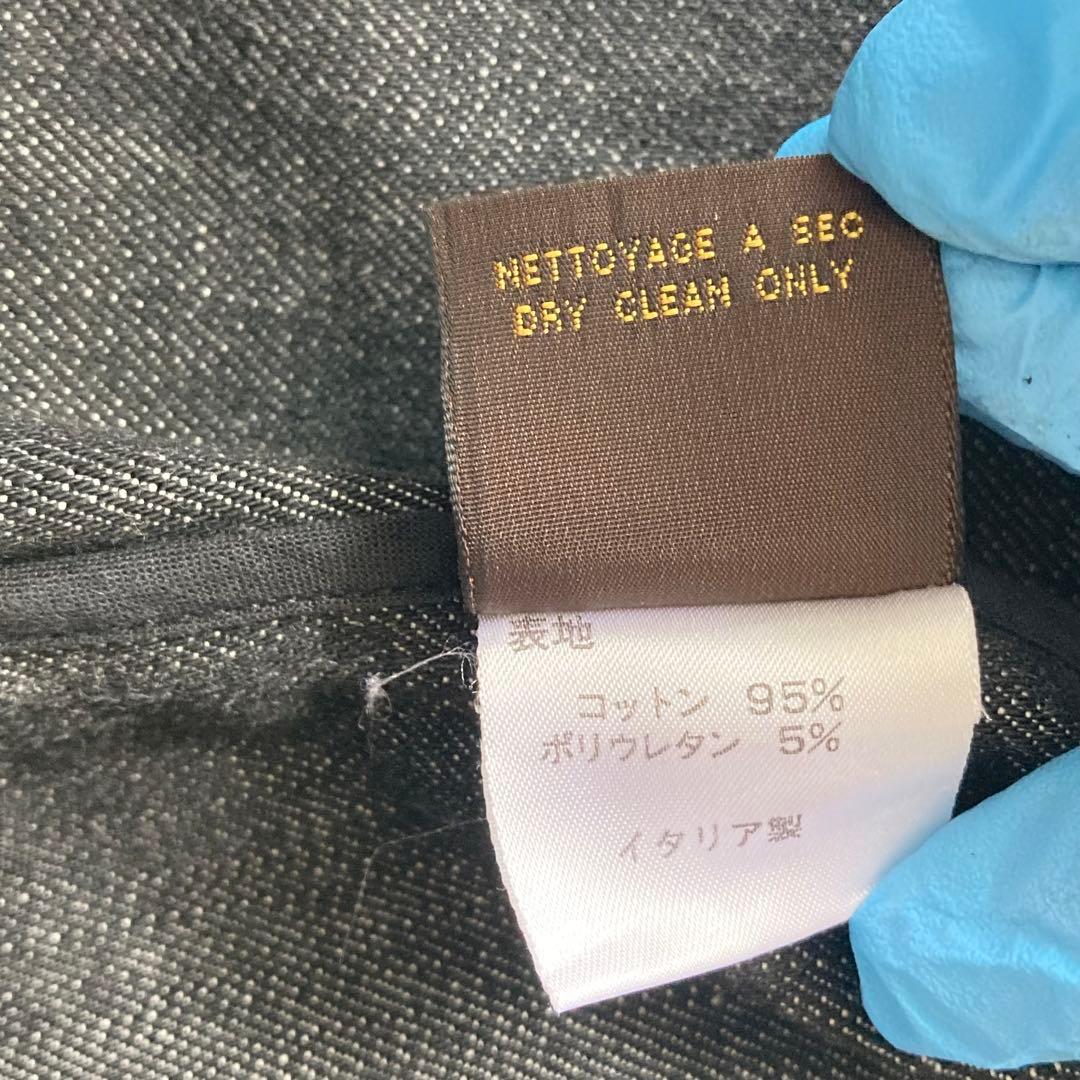 NETTOYAGE A SEC
DRY CLEAN ONLY
表地
コットン 95%
ポリウレタン 5%
イタリア製